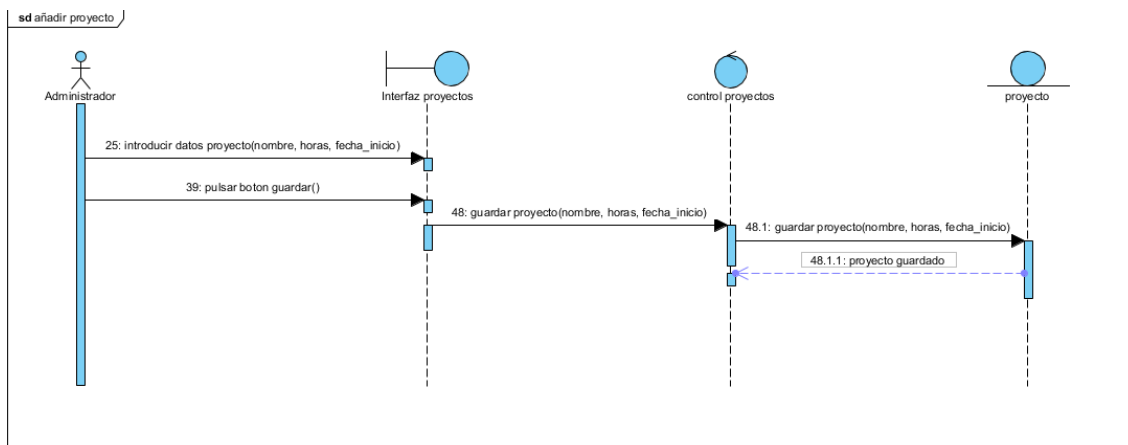 sd añadir proyecto
Administrador
Interfaz proyectos
control proyectos
proyecto
25: introducir datos proyecto(nombre, horas, fecha_inicio)
39: pulsar boton guardar()
48: guardar proyecto(nombre, horas, fecha_inicio)
48.1: guardar proyecto(nombre, horas, fecha_inicio)
48.1.1: proyecto guardado